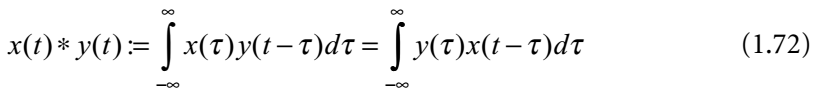 x(t) * y(t) := ∫_{-∞}^{∞} x(τ)y(t − τ)dτ = ∫_{-∞}^{∞} y(τ)x(t − τ)dτ (1.72)